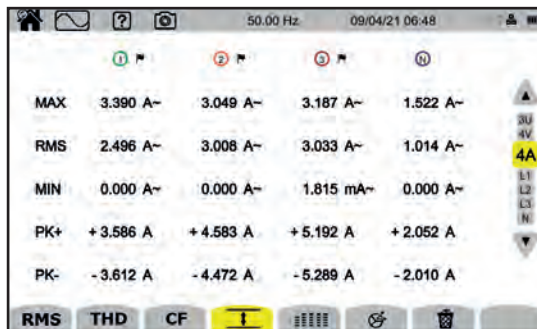 50.00 Hz 09/04/21 06:48
1 2 3 N
MAX 3.390 A~ 3.049 A~ 3.187 A~ 1.522 A~
RMS 2.496 A~ 3.008 A~ 3.033 A~ 1.014 A~
MIN 0.000 A~ 0.000 A~ 1.815 mA~ 0.000 A~
PK+ +3.586 A +4.583 A +5.192 A +2.052 A
PK- -3.612 A -4.472 A -5.289 A -2.010 A
3U
4V
4A
L1
L2
L3
N
RMS THD CF